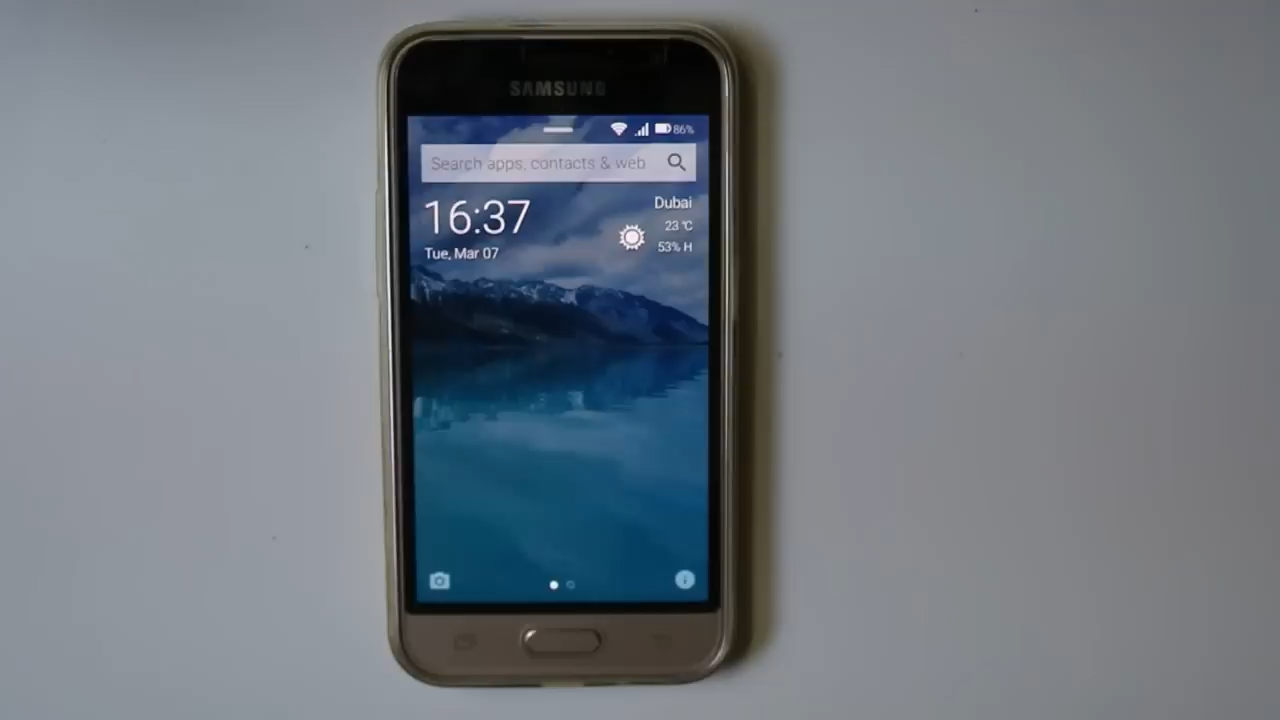 SAMSUNG
86%
Search apps, contacts & web
16:37
Tue, Mar 07
Dubai
23 °C
53% H